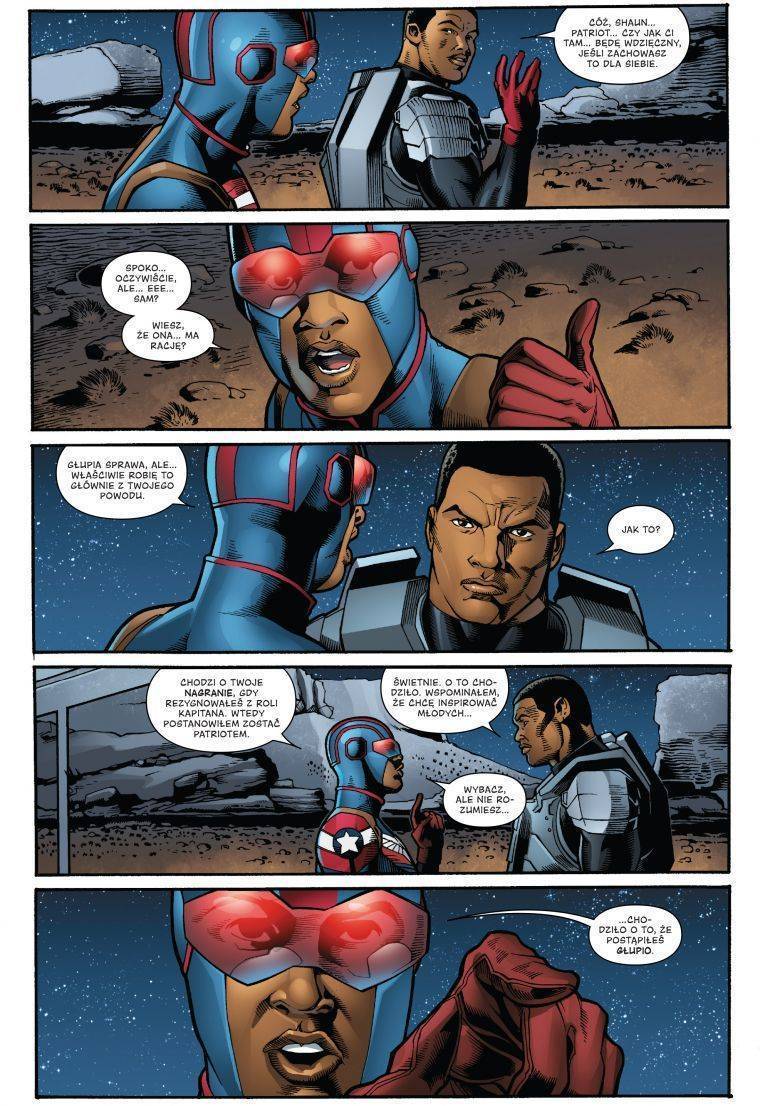 CÓŻ, SHAUN...
PATRIOT... CZY JAK CI
TAM... BĘDĘ WDZIĘCZNY,
JEŚLI ZACHOWASZ
TO DLA SIEBIE.
SPOKO...
OCZYWIŚCIE,
ALE... EEE...
SAM?
WIESZ,
ŻE ONA... MA
RACJĘ?
GŁUPIA SPRAWA, ALE...
WŁAŚCIWIE ROBIĘ TO
GŁÓWNIE Z TWOJEGO
POWODU.
JAK TO?
CHODZI O TWOJE
NAGRANIE, GDY
REZYGNOWAŁEŚ Z ROLI
KAPITANA. WTEDY
POSTANOWIŁEM ZOSTAĆ
PATRIOTEM.
ŚWIETNIE. O TO CHO-
DZIŁO. WSPOMINAŁEM,
ŻE CHCĘ INSPIROWAĆ
MŁODYCH...
WYBACZ,
ALE NIE RO-
ZUMIESZ...
...CHO-
DZIŁO O TO, ŻE
POSTĄPIŁEŚ
GŁUPIO.